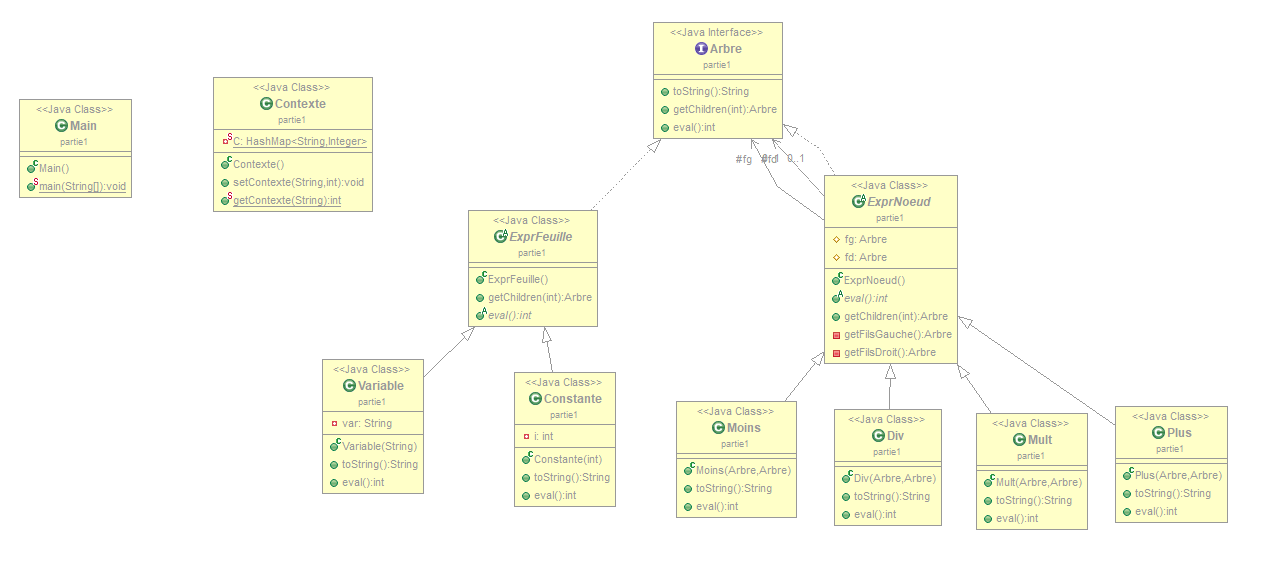 <<Java Interface>>
Arbre
partie1
toString():String
getChildren(int):Arbre
eval():int
<<Java Class>>
Main
partie1
Main()
main(String[]):void
<<Java Class>>
Contexte
partie1
C: HashMap<String,Integer>
Contexte()
setContexte(String,int):void
getContexte(String):int
#fg
#fd
0..1
<<Java Class>>
ExprNoeud
partie1
fg: Arbre
fd: Arbre
ExprNoeud()
eval():int
getChildren(int):Arbre
getFilsGauche():Arbre
getFilsDroit():Arbre
<<Java Class>>
ExprFeuille
partie1
ExprFeuille()
getChildren(int):Arbre
eval():int
<<Java Class>>
Variable
partie1
var: String
Variable(String)
toString():String
eval():int
<<Java Class>>
Constante
partie1
i: int
Constante(int)
toString():String
eval():int
<<Java Class>>
Moins
partie1
Moins(Arbre,Arbre)
toString():String
eval():int
<<Java Class>>
Div
partie1
Div(Arbre,Arbre)
toString():String
eval():int
<<Java Class>>
Mult
partie1
Mult(Arbre,Arbre)
toString():String
eval():int
<<Java Class>>
Plus
partie1
Plus(Arbre,Arbre)
toString():String
eval():int